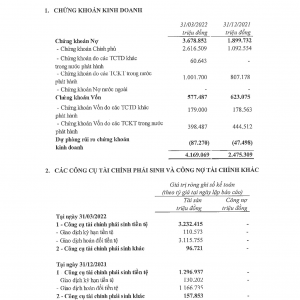 1. CHỨNG KHOÁN KINH DOANH
31/03/2022 31/12/2021
triệu đồng triệu đồng
Chứng khoán Nợ 3.678.852 1.899.732
- Chứng khoán Chính phủ 2.616.509 1.092.554
- Chứng khoán do các TCTD khác
trong nước phát hành 60.643 -
- Chứng khoán do các TCKT trong nước
phát hành 1.001.700 807.178
- Chứng khoán Nợ nước ngoài - -
Chứng khoán Vốn 577.487 623.075
- Chứng khoán Vốn do các TCTD khác
phát hành 179.000 178.563
- Chứng khoán Vốn do các TCKT trong nước
phát hành 398.487 444.512
Dự phòng rủi ro chứng khoán
kinh doanh (87.270) (47.498)
4.169.069 2.475.309
2. CÁC CÔNG CỤ TÀI CHÍNH PHÁI SINH VÀ CÔNG NỢ TÀI CHÍNH KHÁC
Giá trị ròng ghi sổ kế toán
(theo tỷ giá tại ngày lập báo cáo)
Tài sản Công nợ
triệu đồng triệu đồng
Tại ngày 31/03/2022
1 - Công cụ tài chính phái sinh tiền tệ 3.232.415 -
- Giao dịch kỳ hạn tiền tệ 110.573 -
- Giao dịch hoán đổi tiền tệ 3.115.755 -
2 - Công cụ tài chính phái sinh khác 96.721 -
Tại ngày 31/12/2021
1 - Công cụ tài chính phái sinh tiền tệ 1.296.937 -
- Giao dịch kỳ hạn tiền tệ 130.202 -
- Giao dịch hoán đổi tiền tệ 1.166.735 -
2 - Công cụ tài chính phái sinh khác 157.853 -